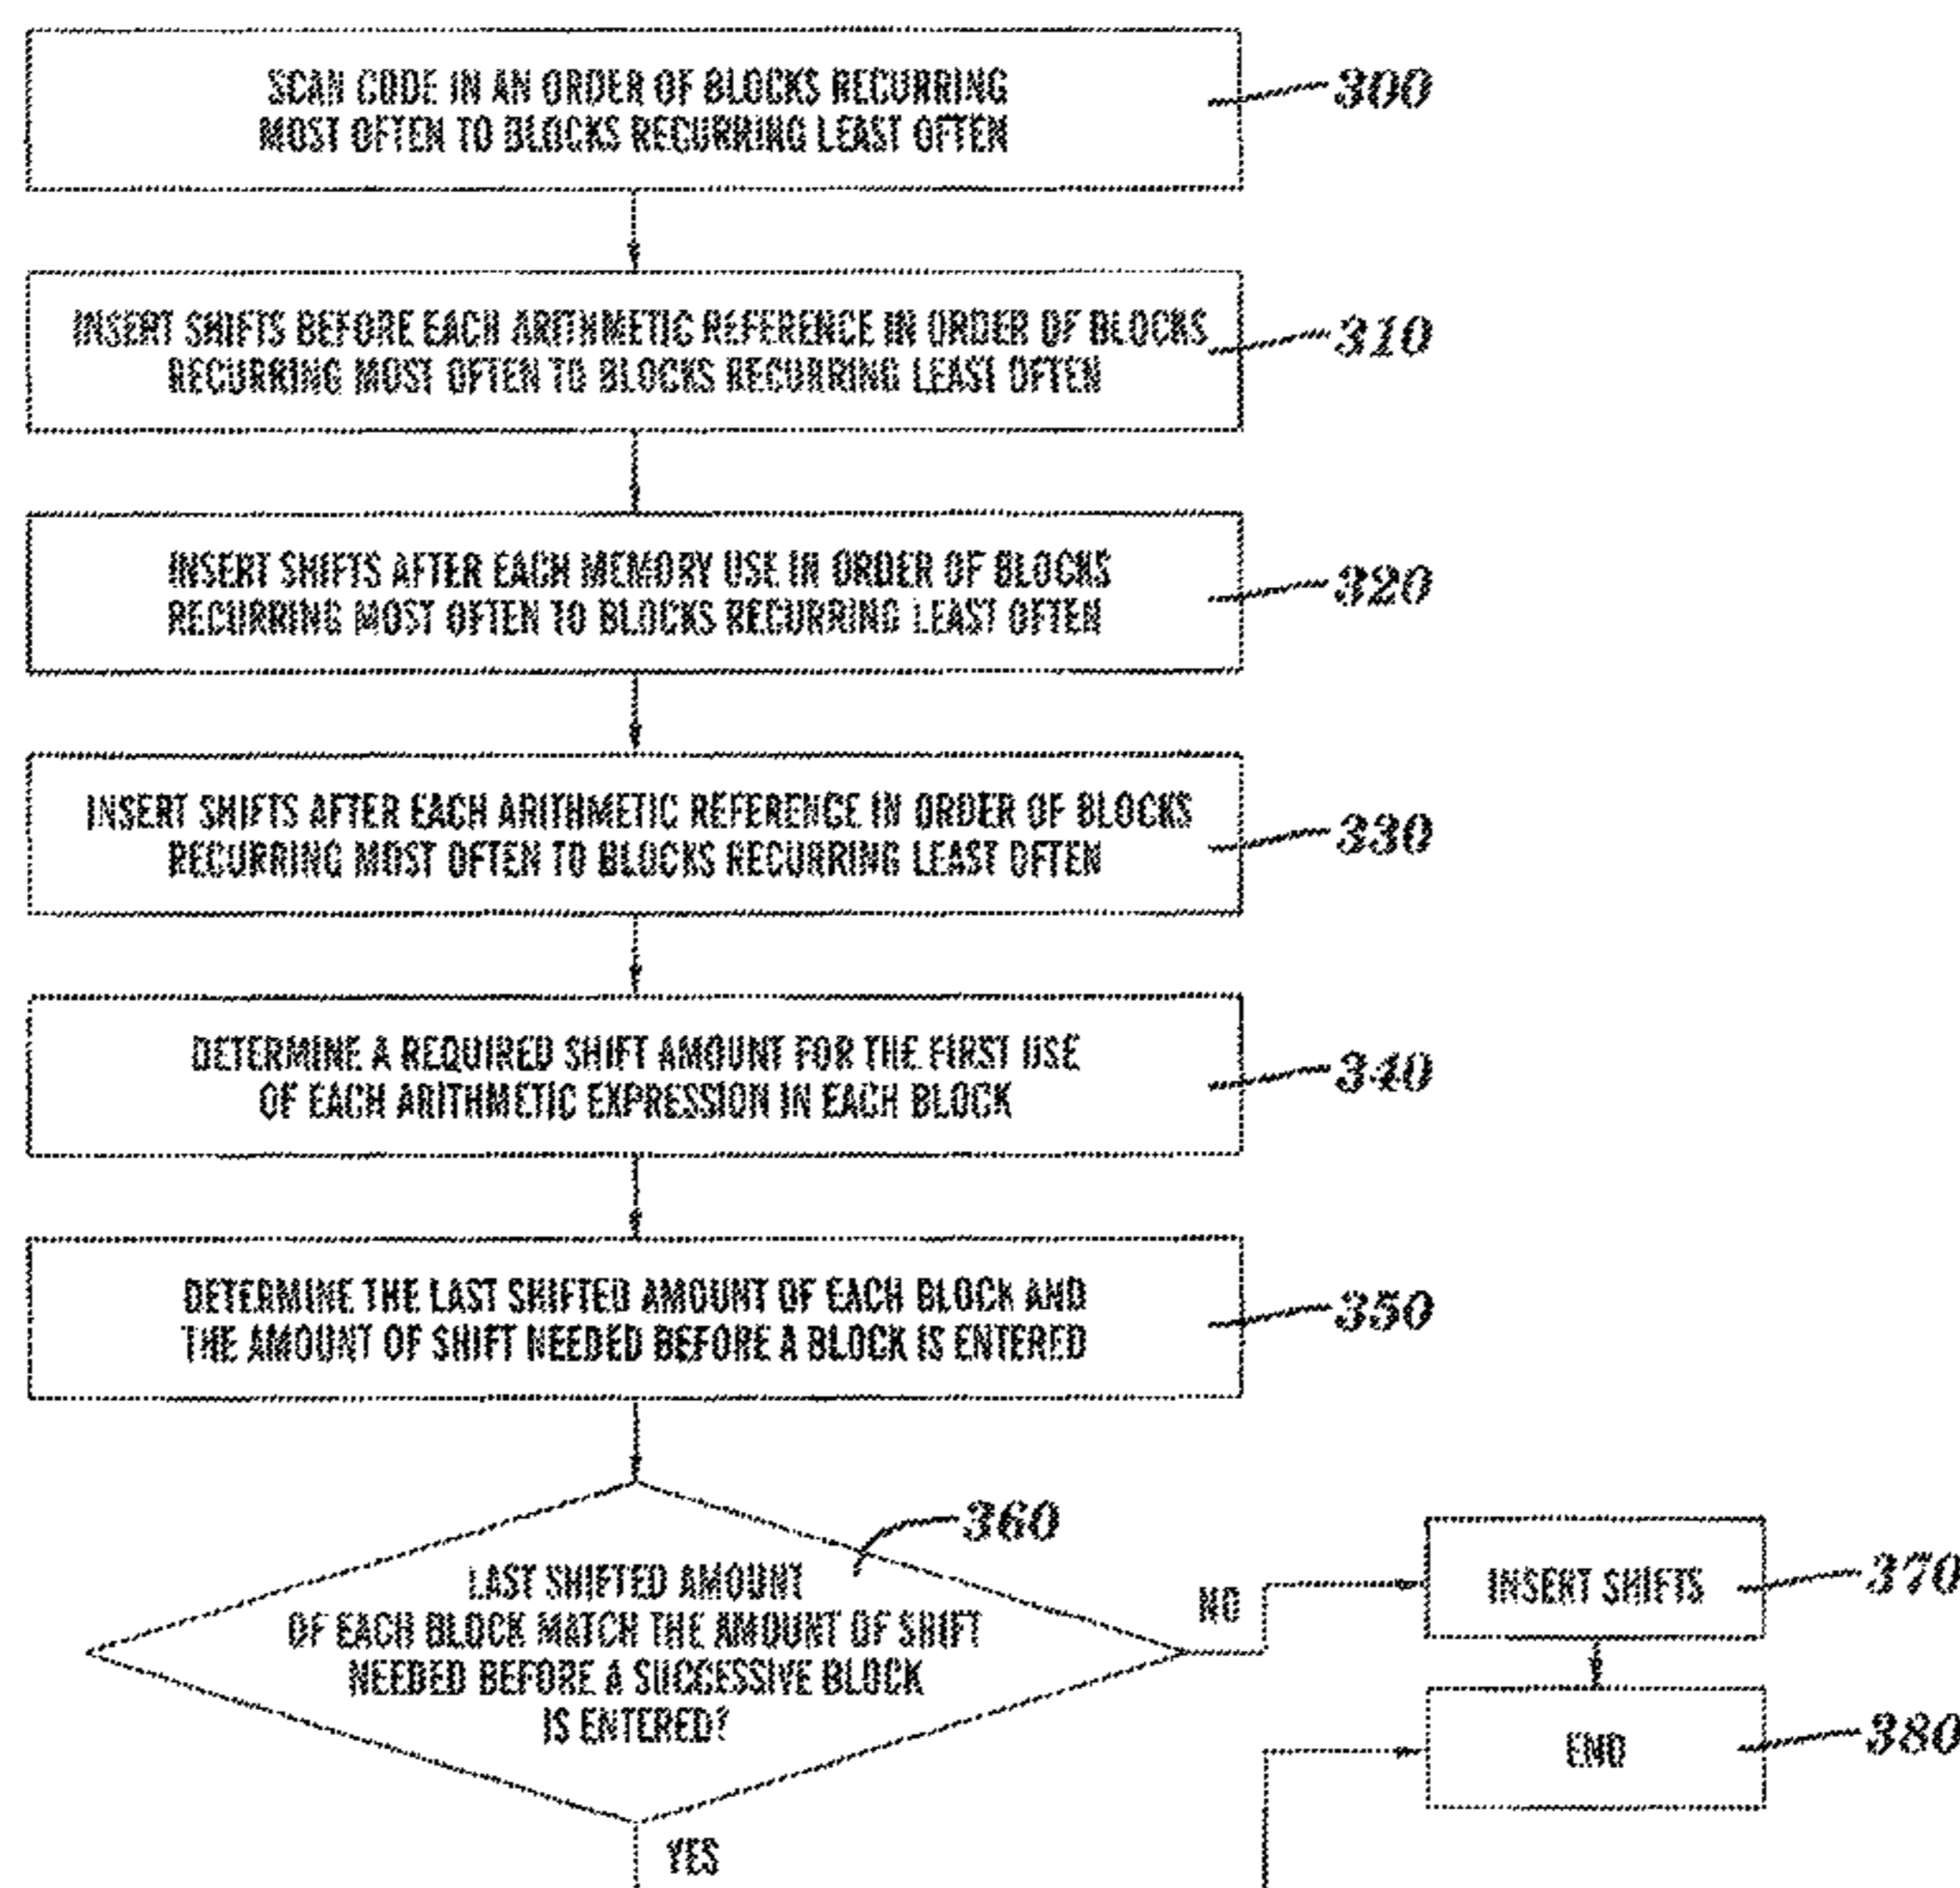 SCAN CODE IN AN ORDER OF BLOCKS RECURRING
MOST OFTEN TO BLOCKS RECURRING LEAST OFTEN
300
INSERT SHIFTS BEFORE EACH ARITHMETIC REFERENCE IN ORDER OF BLOCKS
RECURRING MOST OFTEN TO BLOCKS RECURRING LEAST OFTEN
310
INSERT SHIFTS AFTER EACH MEMORY USE IN ORDER OF BLOCKS
RECURRING MOST OFTEN TO BLOCKS RECURRING LEAST OFTEN
320
INSERT SHIFTS AFTER EACH ARITHMETIC REFERENCE IN ORDER OF BLOCKS
RECURRING MOST OFTEN TO BLOCKS RECURRING LEAST OFTEN
330
DETERMINE A REQUIRED SHIFT AMOUNT FOR THE FIRST USE
OF EACH ARITHMETIC EXPRESSION IN EACH BLOCK
340
DETERMINE THE LAST SHIFTED AMOUNT OF EACH BLOCK AND
THE AMOUNT OF SHIFT NEEDED BEFORE A BLOCK IS ENTERED
350
360
LAST SHIFTED AMOUNT
OF EACH BLOCK MATCH THE AMOUNT OF SHIFT
NEEDED BEFORE A SUCCESSIVE BLOCK
IS ENTERED?
NO
INSERT SHIFTS
370
END
380
YES